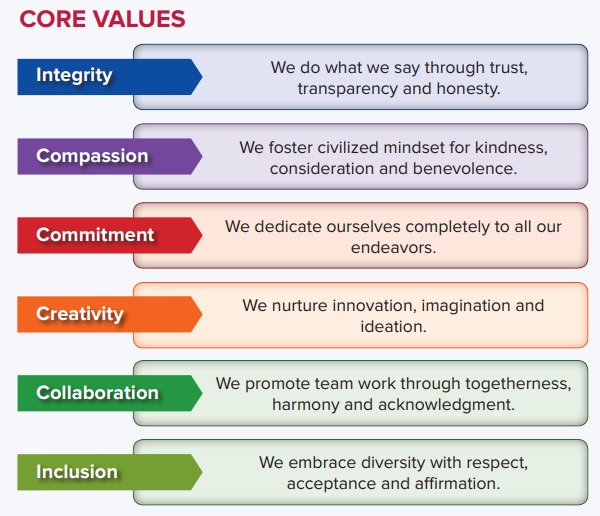 CORE VALUES
Integrity
We do what we say through trust,
transparency and honesty.
Compassion
We foster civilized mindset for kindness,
consideration and benevolence.
Commitment
We dedicate ourselves completely to all our
endeavors.
Creativity
We nurture innovation, imagination and
ideation.
Collaboration
We promote team work through togetherness,
harmony and acknowledgment.
Inclusion
We embrace diversity with respect,
acceptance and affirmation.